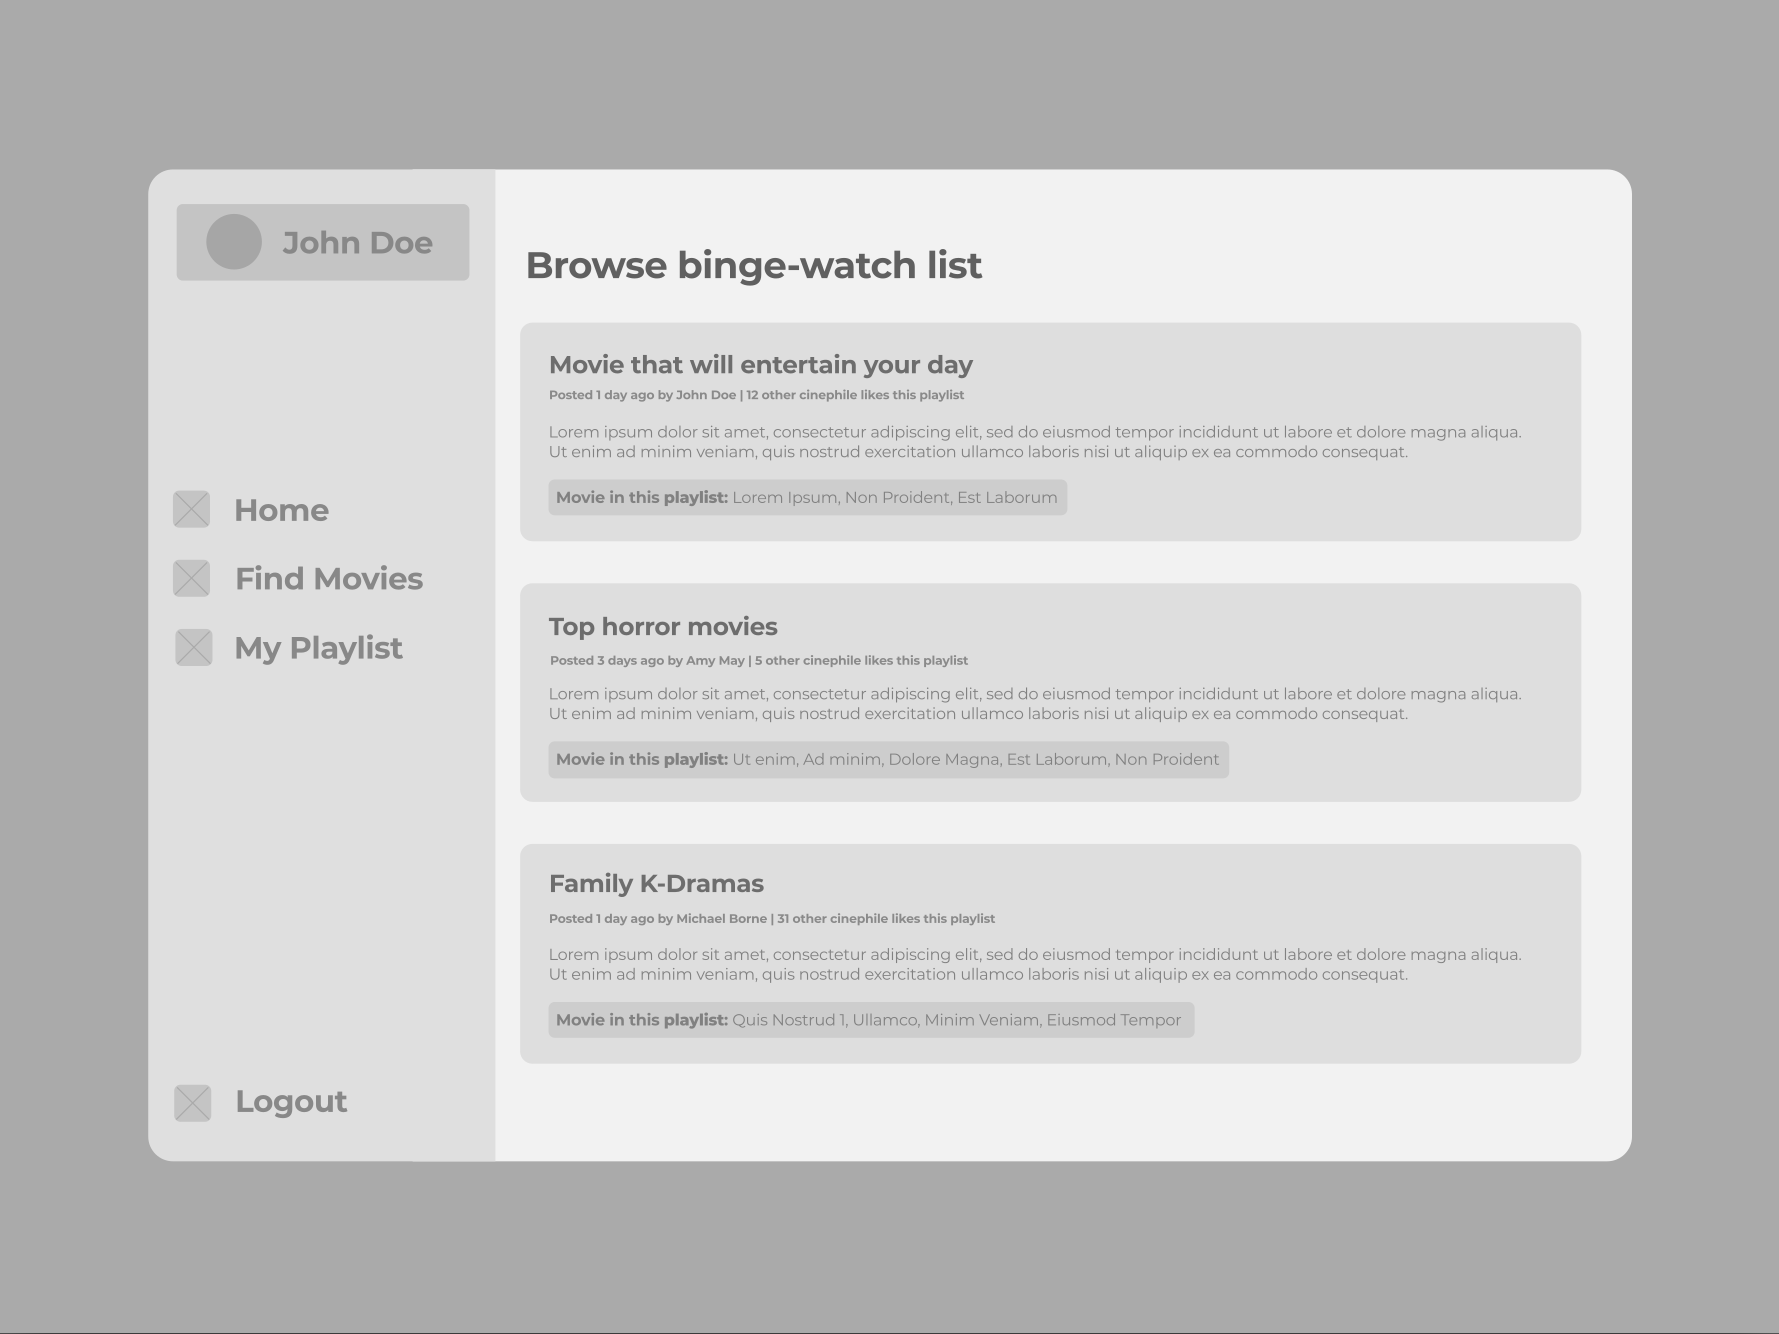 John Doe
Home
Find Movies
My Playlist
Logout
Browse binge-watch list
Movie that will entertain your day
Posted 1 day ago by John Doe | 12 other cinephile likes this playlist
Lorem ipsum dolor sit amet, consectetur adipiscing elit, sed do eiusmod tempor incididunt ut labore et dolore magna aliqua.
Ut enim ad minim veniam, quis nostrud exercitation ullamco laboris nisi ut aliquip ex ea commodo consequat.
Movie in this playlist: Lorem Ipsum, Non Proident, Est Laborum
Top horror movies
Posted 3 days ago by Amy May | 5 other cinephile likes this playlist
Lorem ipsum dolor sit amet, consectetur adipiscing elit, sed do eiusmod tempor incididunt ut labore et dolore magna aliqua.
Ut enim ad minim veniam, quis nostrud exercitation ullamco laboris nisi ut aliquip ex ea commodo consequat.
Movie in this playlist: Ut enim, Ad minim, Dolore Magna, Est Laborum, Non Proident
Family K-Dramas
Posted 1 day ago by Michael Borne | 31 other cinephile likes this playlist
Lorem ipsum dolor sit amet, consectetur adipiscing elit, sed do eiusmod tempor incididunt ut labore et dolore magna aliqua.
Ut enim ad minim veniam, quis nostrud exercitation ullamco laboris nisi ut aliquip ex ea commodo consequat.
Movie in this playlist: Quis Nostrud 1, Ullamco, Minim Veniam, Eiusmod Tempor